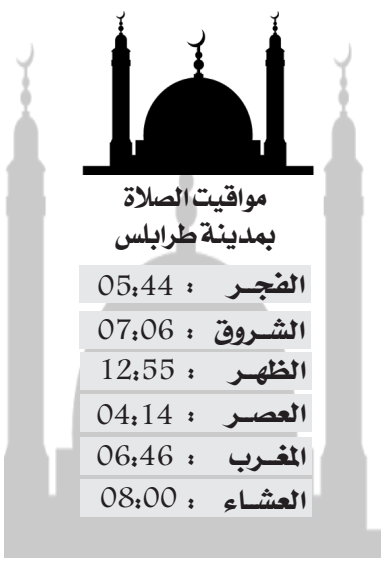 مواقيت الصلاة
بمدينة طرابلس
الفجر : 05:44
الشروق : 07:06
الظهر : 12:55
العصر : 04:14
المغرب : 06:46
العشاء : 08:00